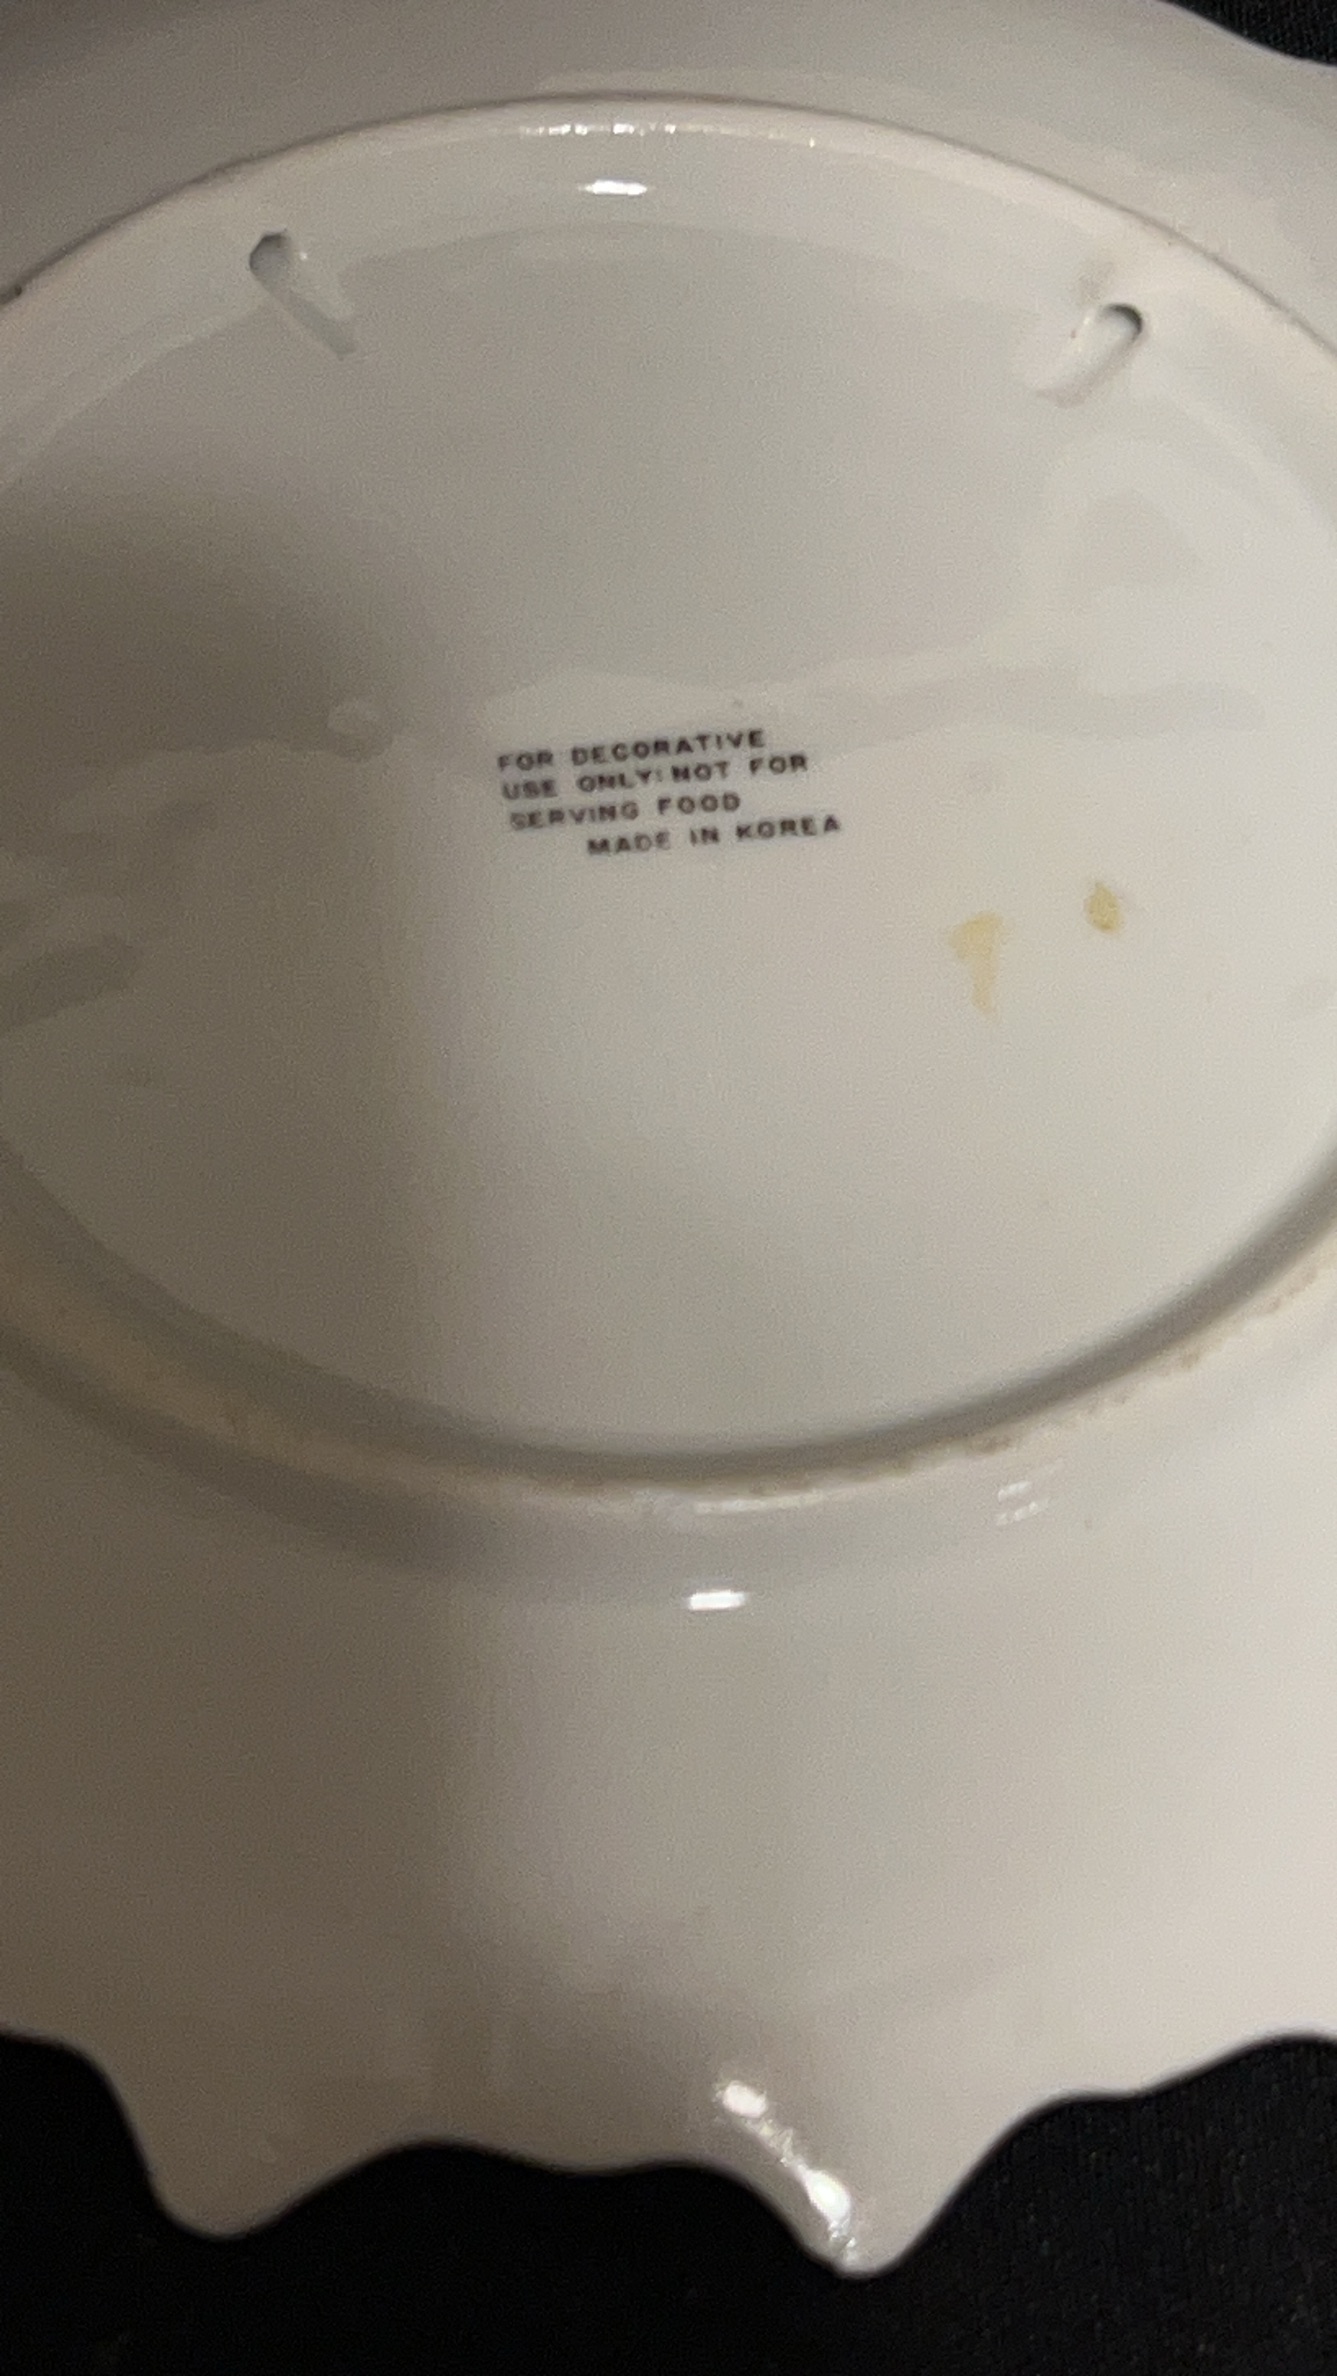 FOR DECORATIVE
USE ONLY: NOT FOR
SERVING FOOD
MADE IN KOREA